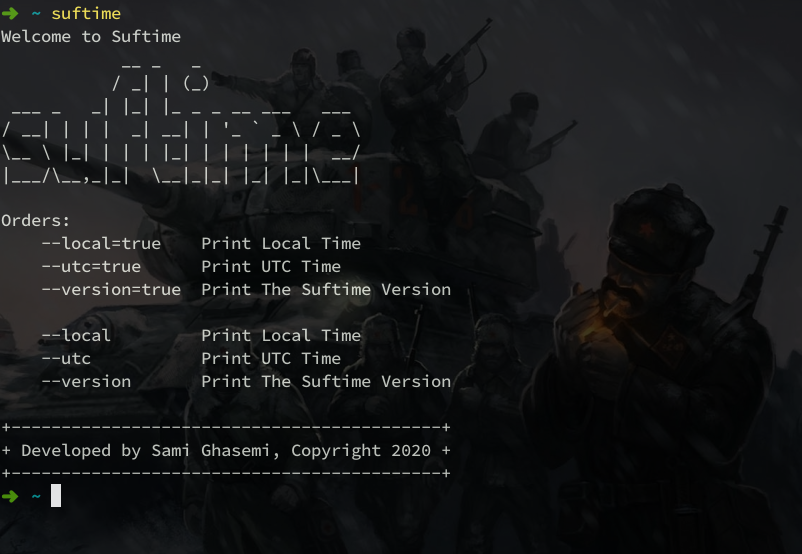 ➜ ~ suftime
Welcome to Suftime
suftime
Orders:
--local=true Print Local Time
--utc=true Print UTC Time
--version=true Print The Suftime Version
--local Print Local Time
--utc Print UTC Time
--version Print The Suftime Version
+------------------------------------------+
+ Developed by Sami Ghasemi, Copyright 2020 +
+------------------------------------------+
➜ ~